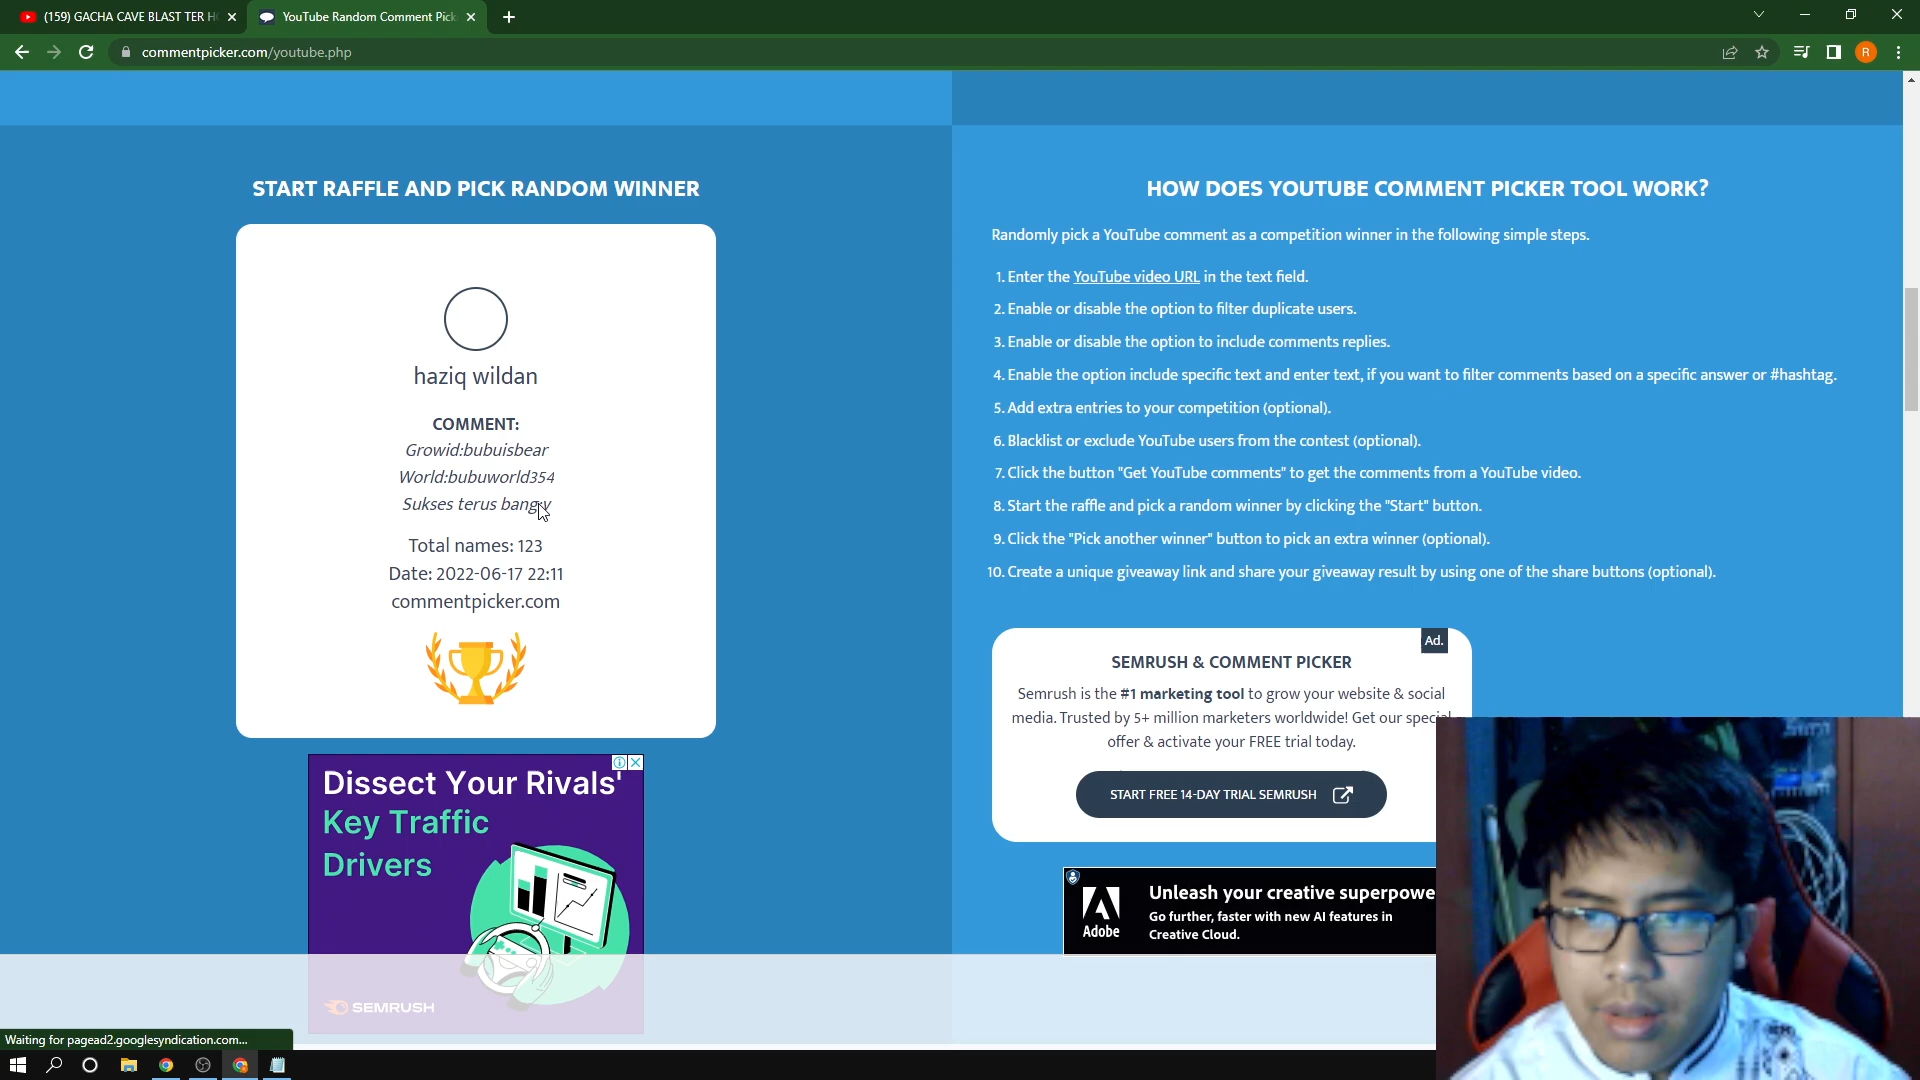 (159) GACHA CAVE BLAST TER H
YouTube Random Comment Pick
commentpicker.com/youtube.php
R
START RAFFLE AND PICK RANDOM WINNER
haziq wildan
COMMENT:
Growid:bubuisbear
World:bubuworld354
Sukses terus bang:v
Total names: 123
Date: 2022-06-17 22:11
commentpicker.com
Dissect Your Rivals'
Key Traffic
Drivers
SEMRUSH
HOW DOES YOUTUBE COMMENT PICKER TOOL WORK?
Randomly pick a YouTube comment as a competition winner in the following simple steps.
1. Enter the YouTube video URL in the text field.
2. Enable or disable the option to filter duplicate users.
3. Enable or disable the option to include comments replies.
4. Enable the option include specific text and enter text, if you want to filter comments based on a specific answer or #hashtag.
5. Add extra entries to your competition (optional).
6. Blacklist or exclude YouTube users from the contest (optional).
7. Click the button "Get YouTube comments" to get the comments from a YouTube video.
8. Start the raffle and pick a random winner by clicking the "Start" button.
9. Click the "Pick another winner" button to pick an extra winner (optional).
10. Create a unique giveaway link and share your giveaway result by using one of the share buttons (optional).
Ad.
SEMRUSH & COMMENT PICKER
Semrush is the #1 marketing tool to grow your website & social
media. Trusted by 5+ million marketers worldwide! Get our special
offer & activate your FREE trial today.
START FREE 14-DAY TRIAL SEMRUSH
Adobe
Unleash your creative superpowe
Go further, faster with new AI features in
Creative Cloud.
Waiting for pagead2.googlesyndication.com...